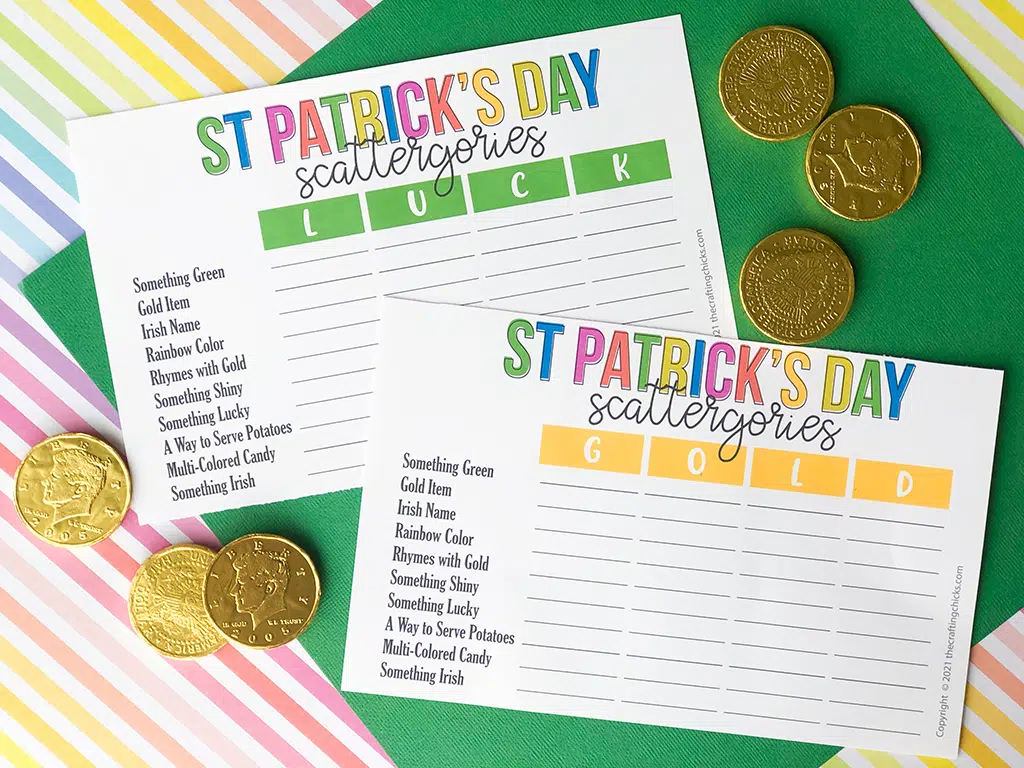 ST PATRICK'S DAY
scattergories
L U C K
Something Green
Gold Item
Irish Name
Rainbow Color
Rhymes with Gold
Something Shiny
Something Lucky
A Way to Serve Potatoes
Multi-Colored Candy
Something Irish
21 thecraftingchicks.com
ST PATRICK'S DAY
scattergories
G O L D
Something Green
Gold Item
Irish Name
Rainbow Color
Rhymes with Gold
Something Shiny
Something Lucky
A Way to Serve Potatoes
Multi-Colored Candy
Something Irish
Copyright © 2021 thecraftingchicks.com
2005
2005